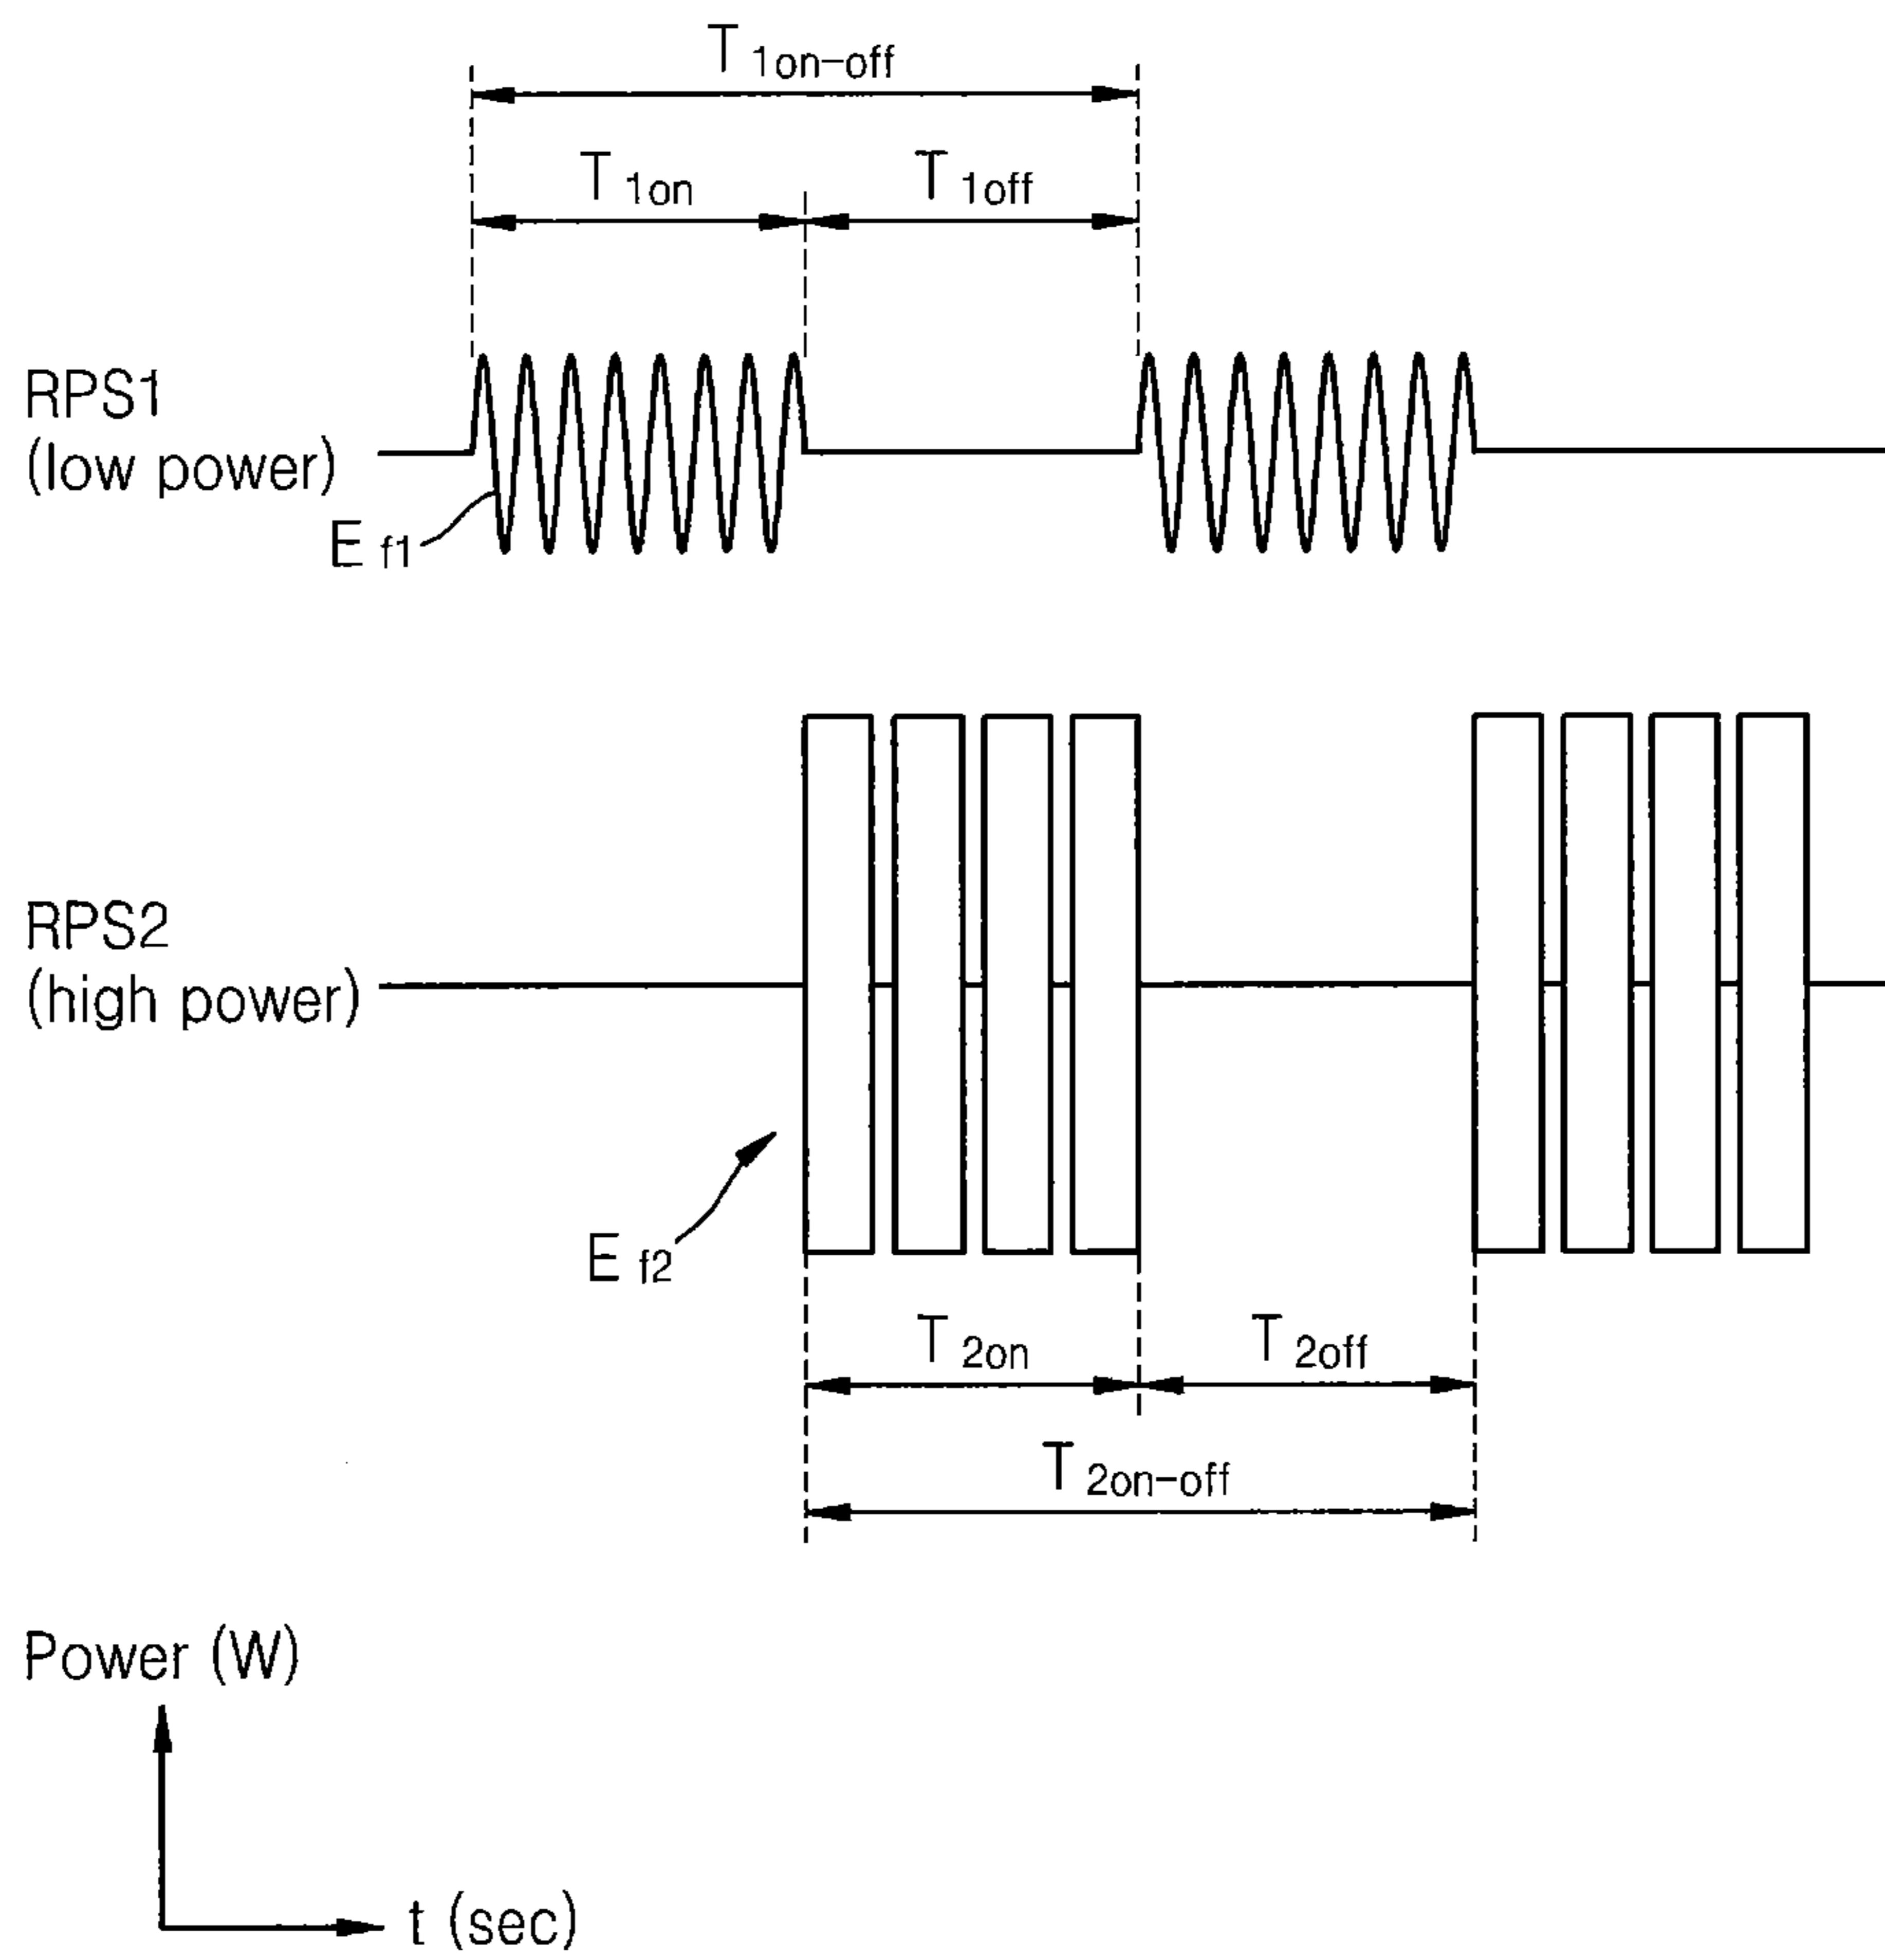 T 1on-off
T 1on
T 1off
RPS1
(low power)
E f1
RPS2
(high power)
E f2
T 2on
T 2off
T 2on-off
Power (W)
t (sec)